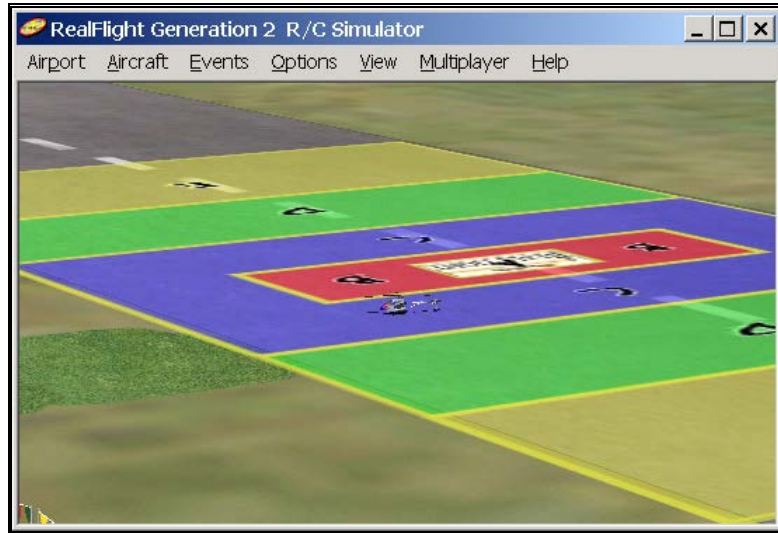 RealFlight Generation 2 R/C Simulator
Airport Aircraft Events Options View Multiplayer Help
E
D
C
B
A
B
C
D